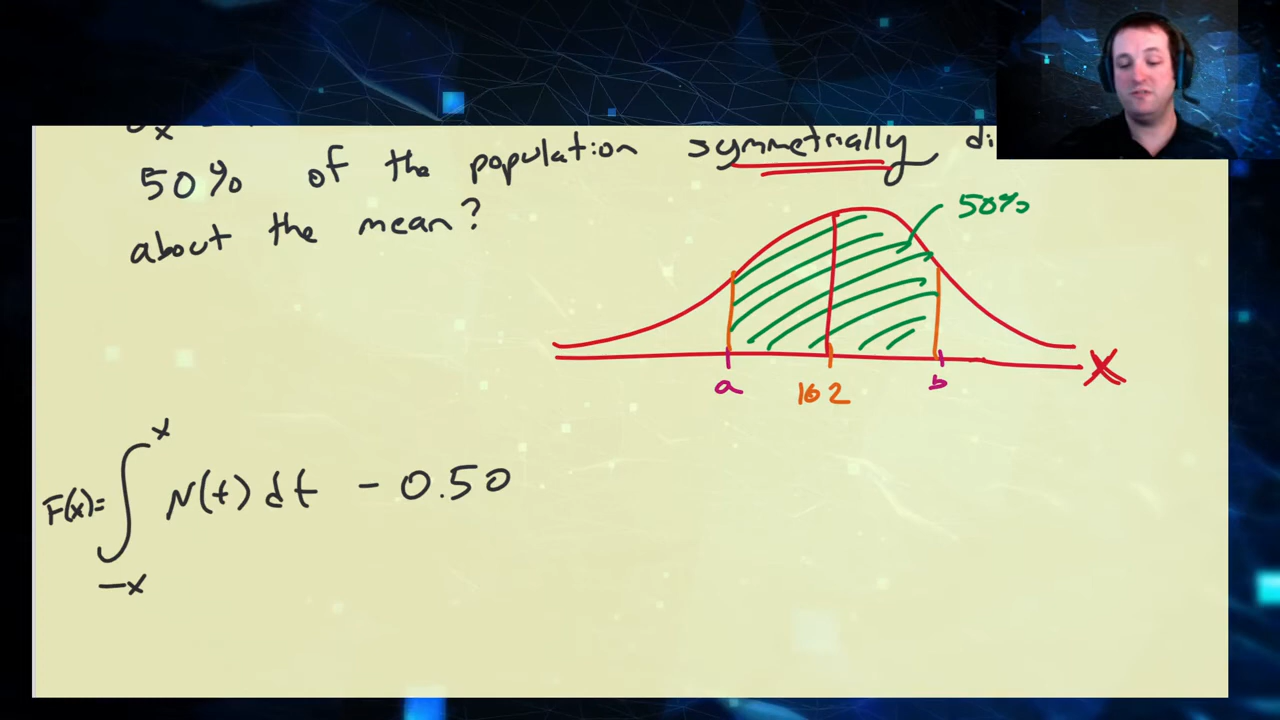 50% of the population symmetrically
about the mean?
50%
a 162 b X
x
F(x)= ∫ N(t) dt - 0.50
-x